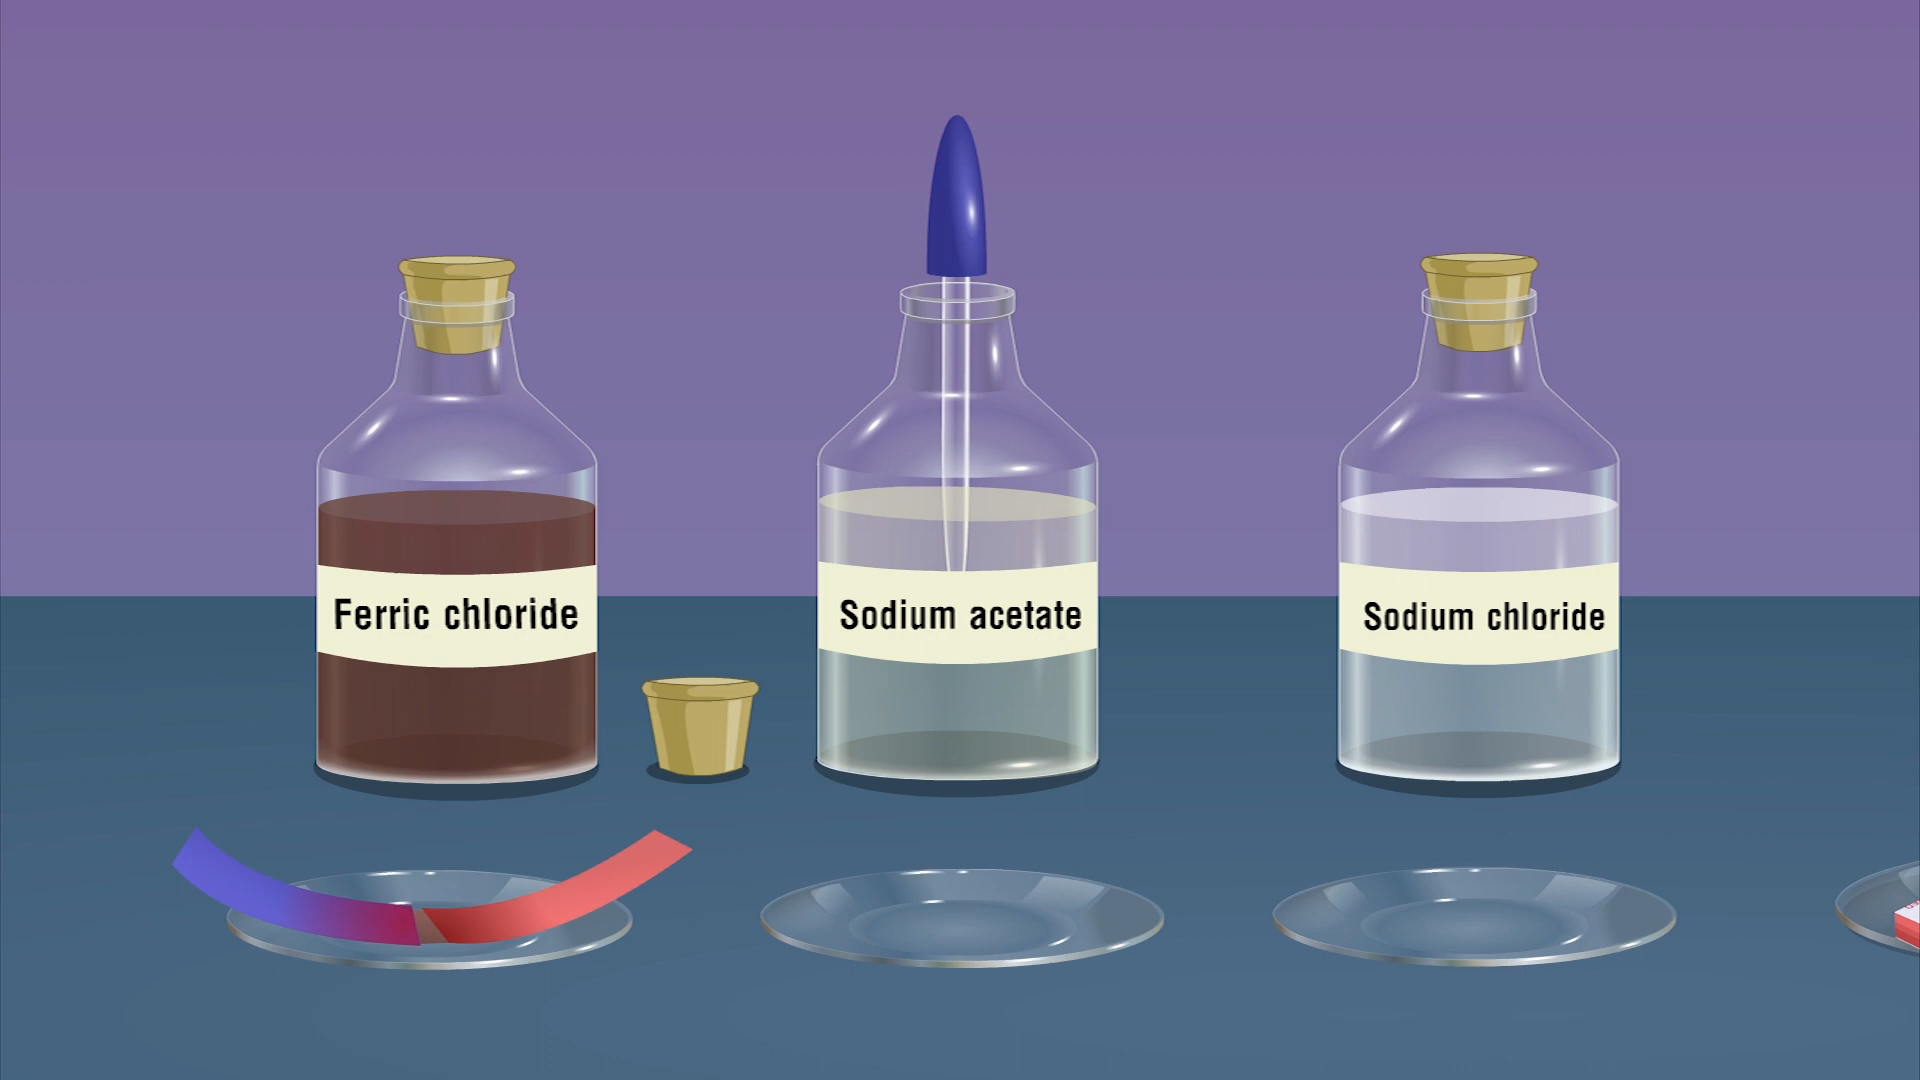 Ferric chloride
Sodium acetate
Sodium chloride